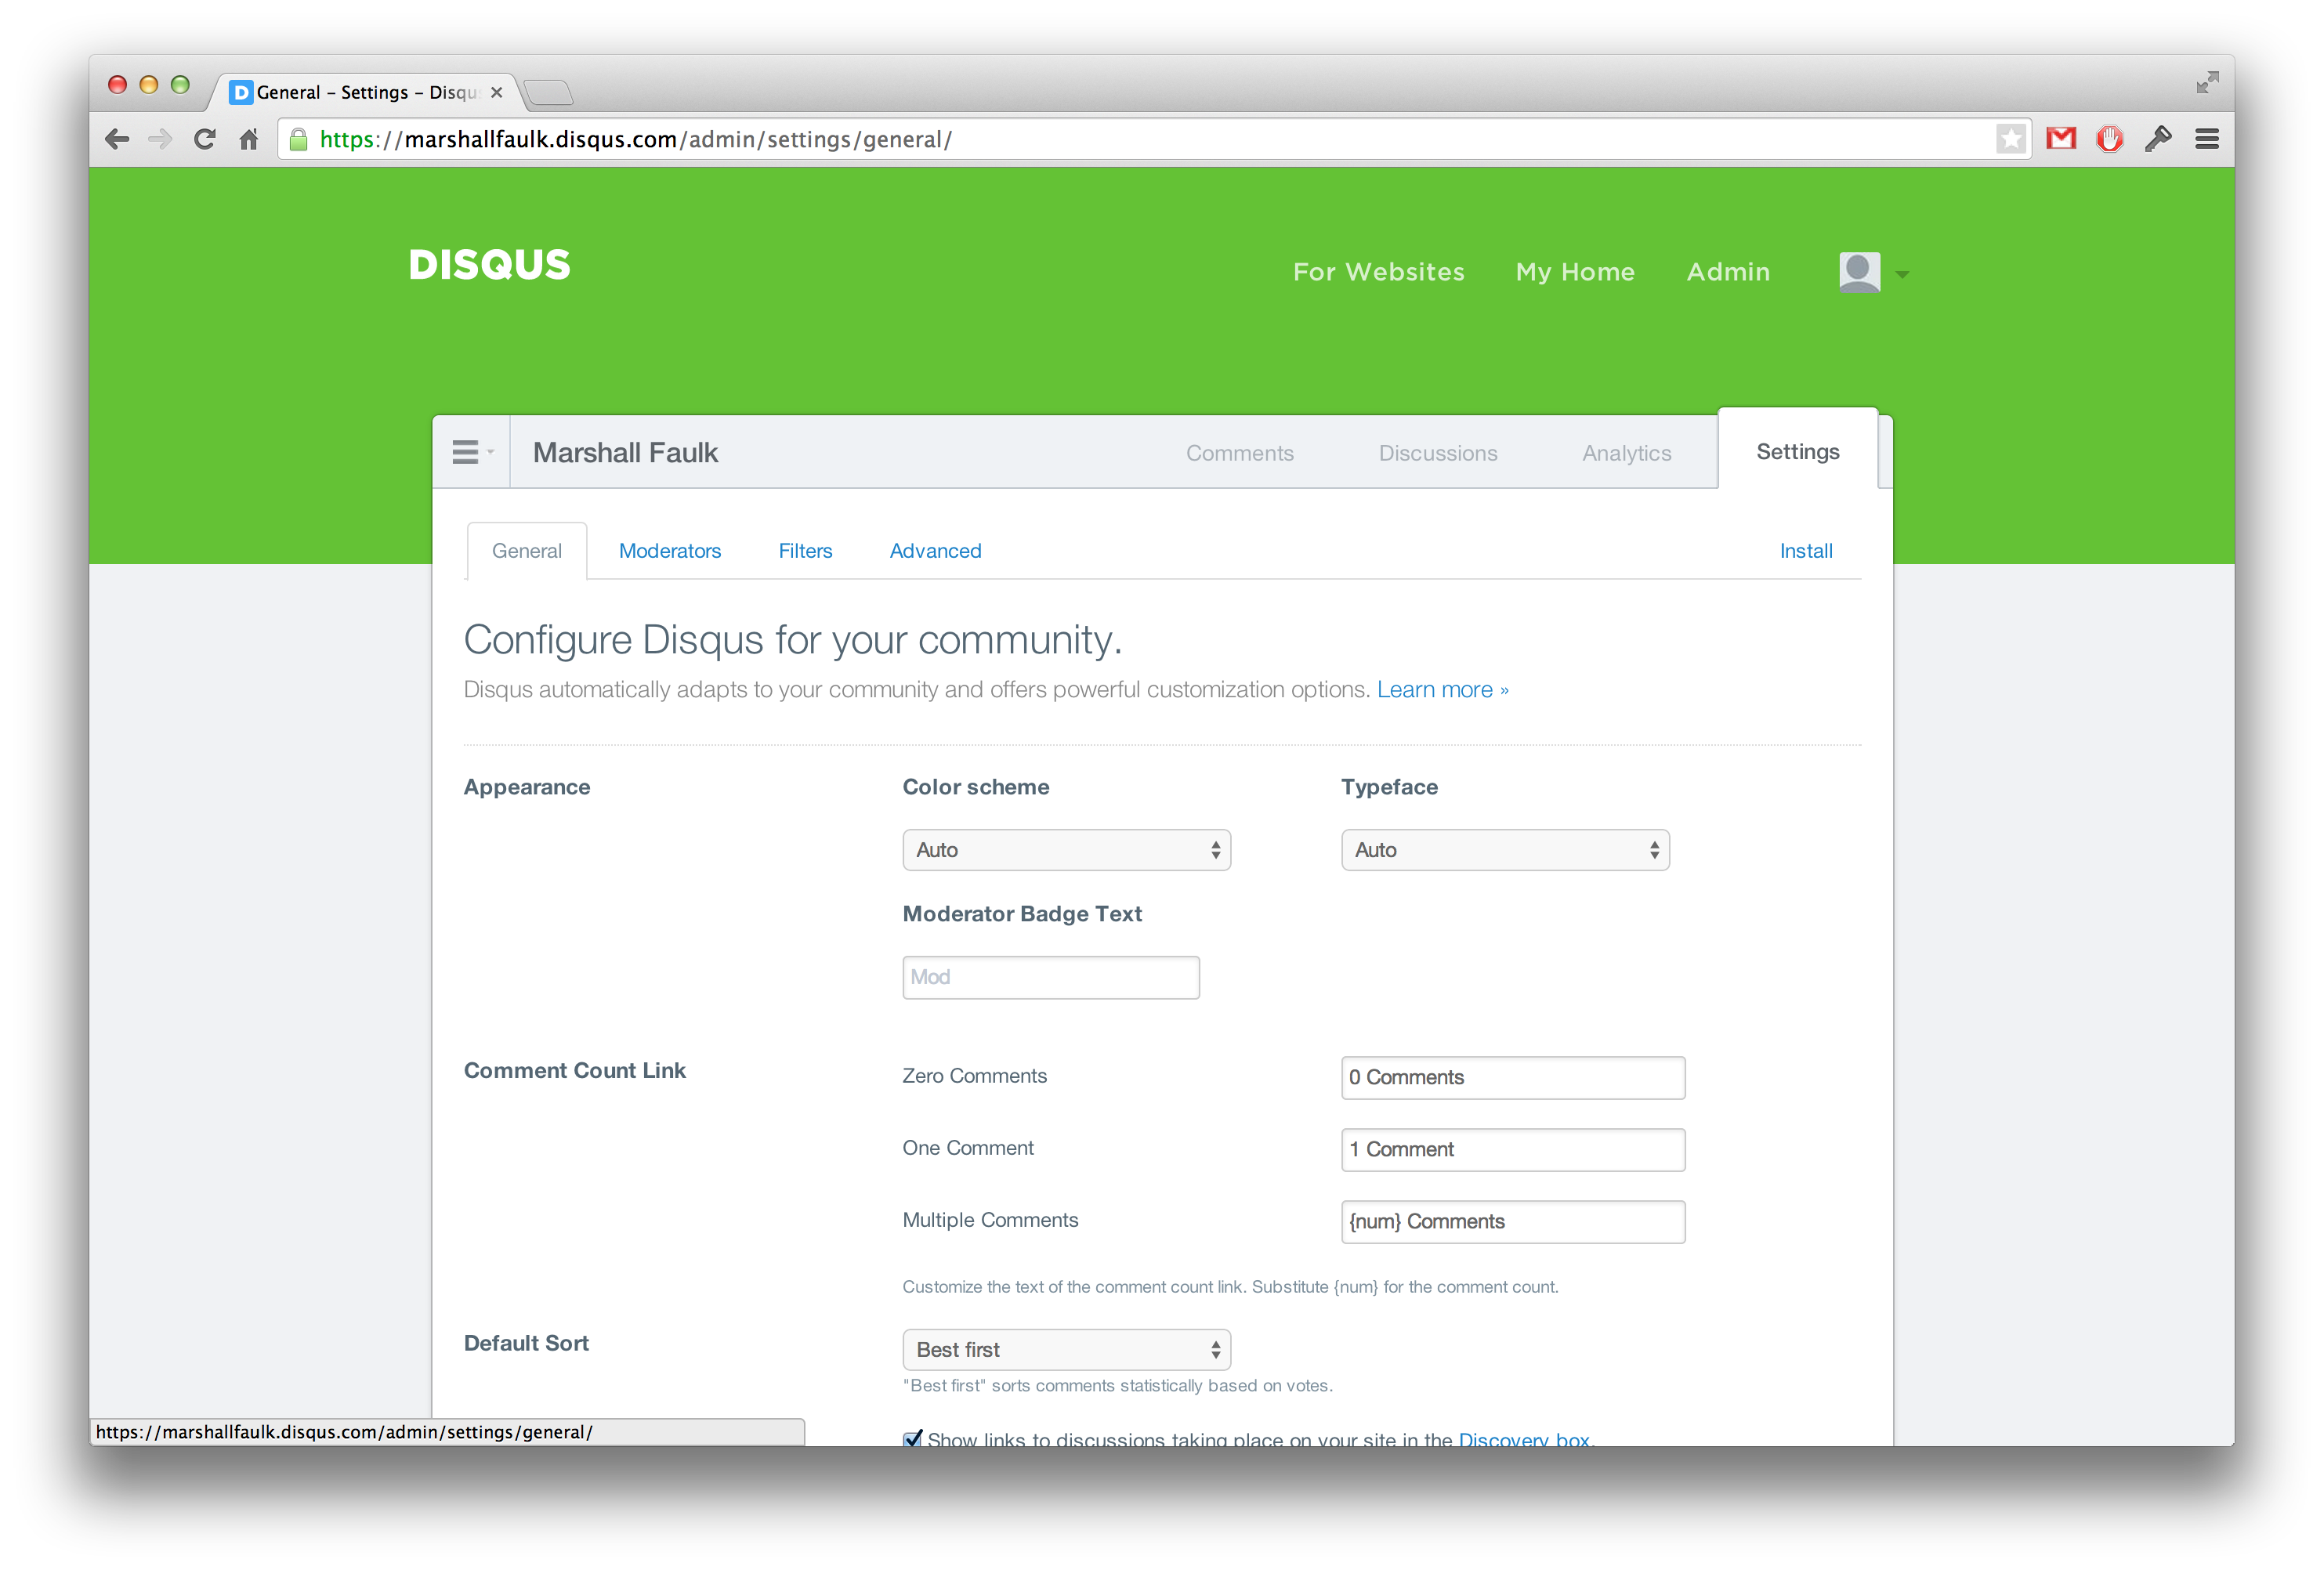 General – Settings – Disqu
https://marshallfaulk.disqus.com/admin/settings/general/
DISQUS
For Websites My Home Admin
Marshall Faulk Comments Discussions Analytics Settings
General Moderators Filters Advanced Install
Configure Disqus for your community.
Disqus automatically adapts to your community and offers powerful customization options. Learn more »
Appearance Color scheme Typeface
Auto Auto
Moderator Badge Text
Mod
Comment Count Link Zero Comments 0 Comments
One Comment 1 Comment
Multiple Comments {num} Comments
Customize the text of the comment count link. Substitute {num} for the comment count.
Default Sort Best first
"Best first" sorts comments statistically based on votes.
https://marshallfaulk.disqus.com/admin/settings/general/
Show links to discussions taking place on your site in the Discovery box.